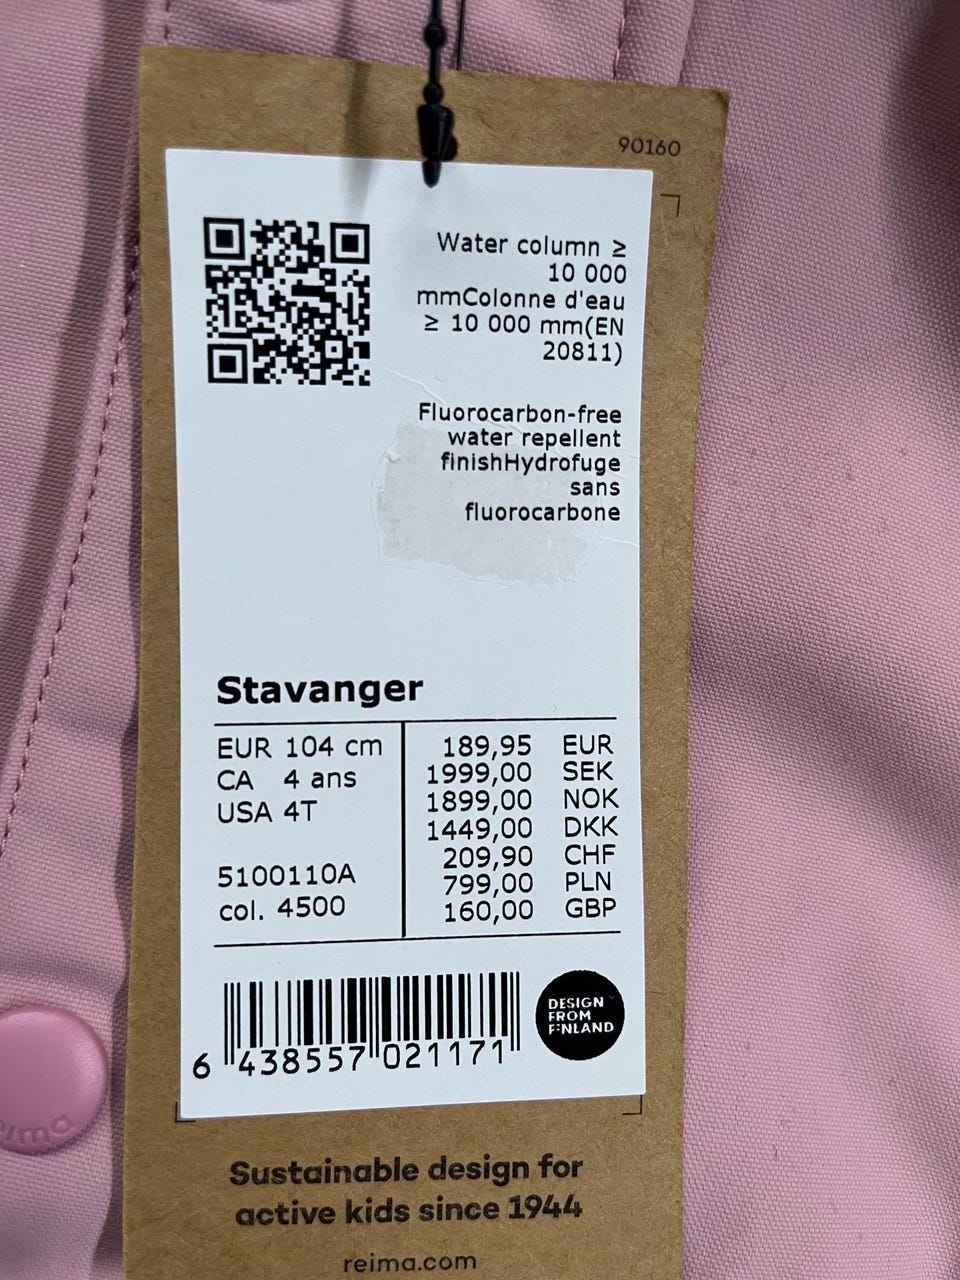 90160
Water column ≥
10 000
mmColonne d'eau
≥ 10 000 mm(EN
20811)
Fluorocarbon-free
water repellent
finishHydrofuge
sans
fluorocarbone
Stavanger
EUR 104 cm
CA 4 ans
USA 4T
5100110A
col. 4500
189,95 EUR
1999,00 SEK
1899,00 NOK
1449,00 DKK
209,90 CHF
799,00 PLN
160,00 GBP
6 438557 021171
DESIGN
FROM
FINLAND
reima
Sustainable design for
active kids since 1944
reima.com